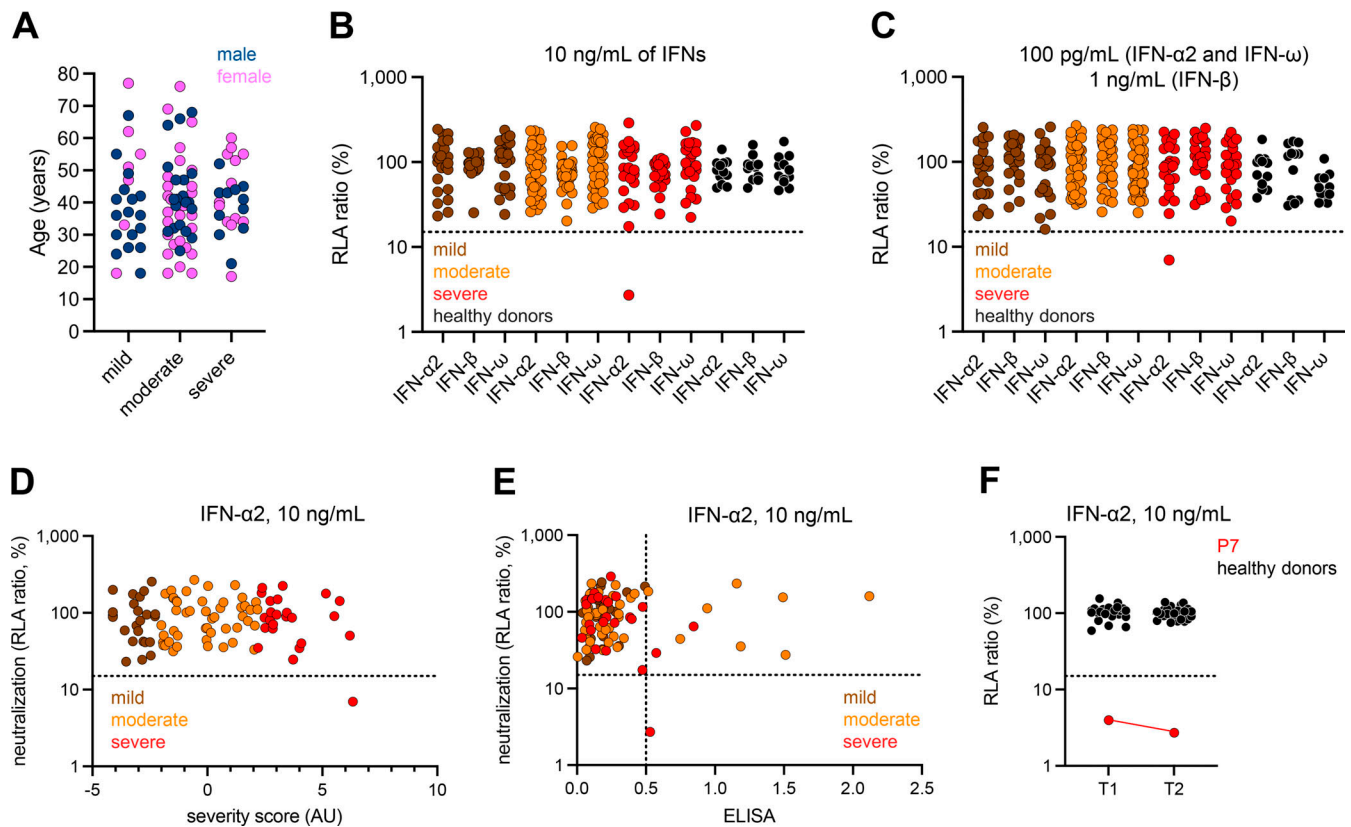 A
male
female
Age (years)
80
70
60
50
40
30
20
10
0
mild
moderate
severe
B
10 ng/mL of IFNs
RLA ratio (%)
1,000
100
10
1
mild
moderate
severe
healthy donors
IFN-α2
IFN-β
IFN-ω
IFN-α2
IFN-β
IFN-ω
IFN-α2
IFN-β
IFN-ω
IFN-α2
IFN-β
IFN-ω
C
100 pg/mL (IFN-α2 and IFN-ω)
1 ng/mL (IFN-β)
RLA ratio (%)
1,000
100
10
1
mild
moderate
severe
healthy donors
IFN-α2
IFN-β
IFN-ω
IFN-α2
IFN-β
IFN-ω
IFN-α2
IFN-β
IFN-ω
IFN-α2
IFN-β
IFN-ω
D
IFN-α2, 10 ng/mL
neutralization (RLA ratio, %)
1,000
100
10
1
mild
moderate
severe
-5 0 5 10
severity score (AU)
E
IFN-α2, 10 ng/mL
neutralization (RLA ratio, %)
1,000
100
10
1
mild
moderate
severe
0.0 0.5 1.0 1.5 2.0 2.5
ELISA
F
IFN-α2, 10 ng/mL
P7
healthy donors
RLA ratio (%)
1,000
100
10
1
T1 T2